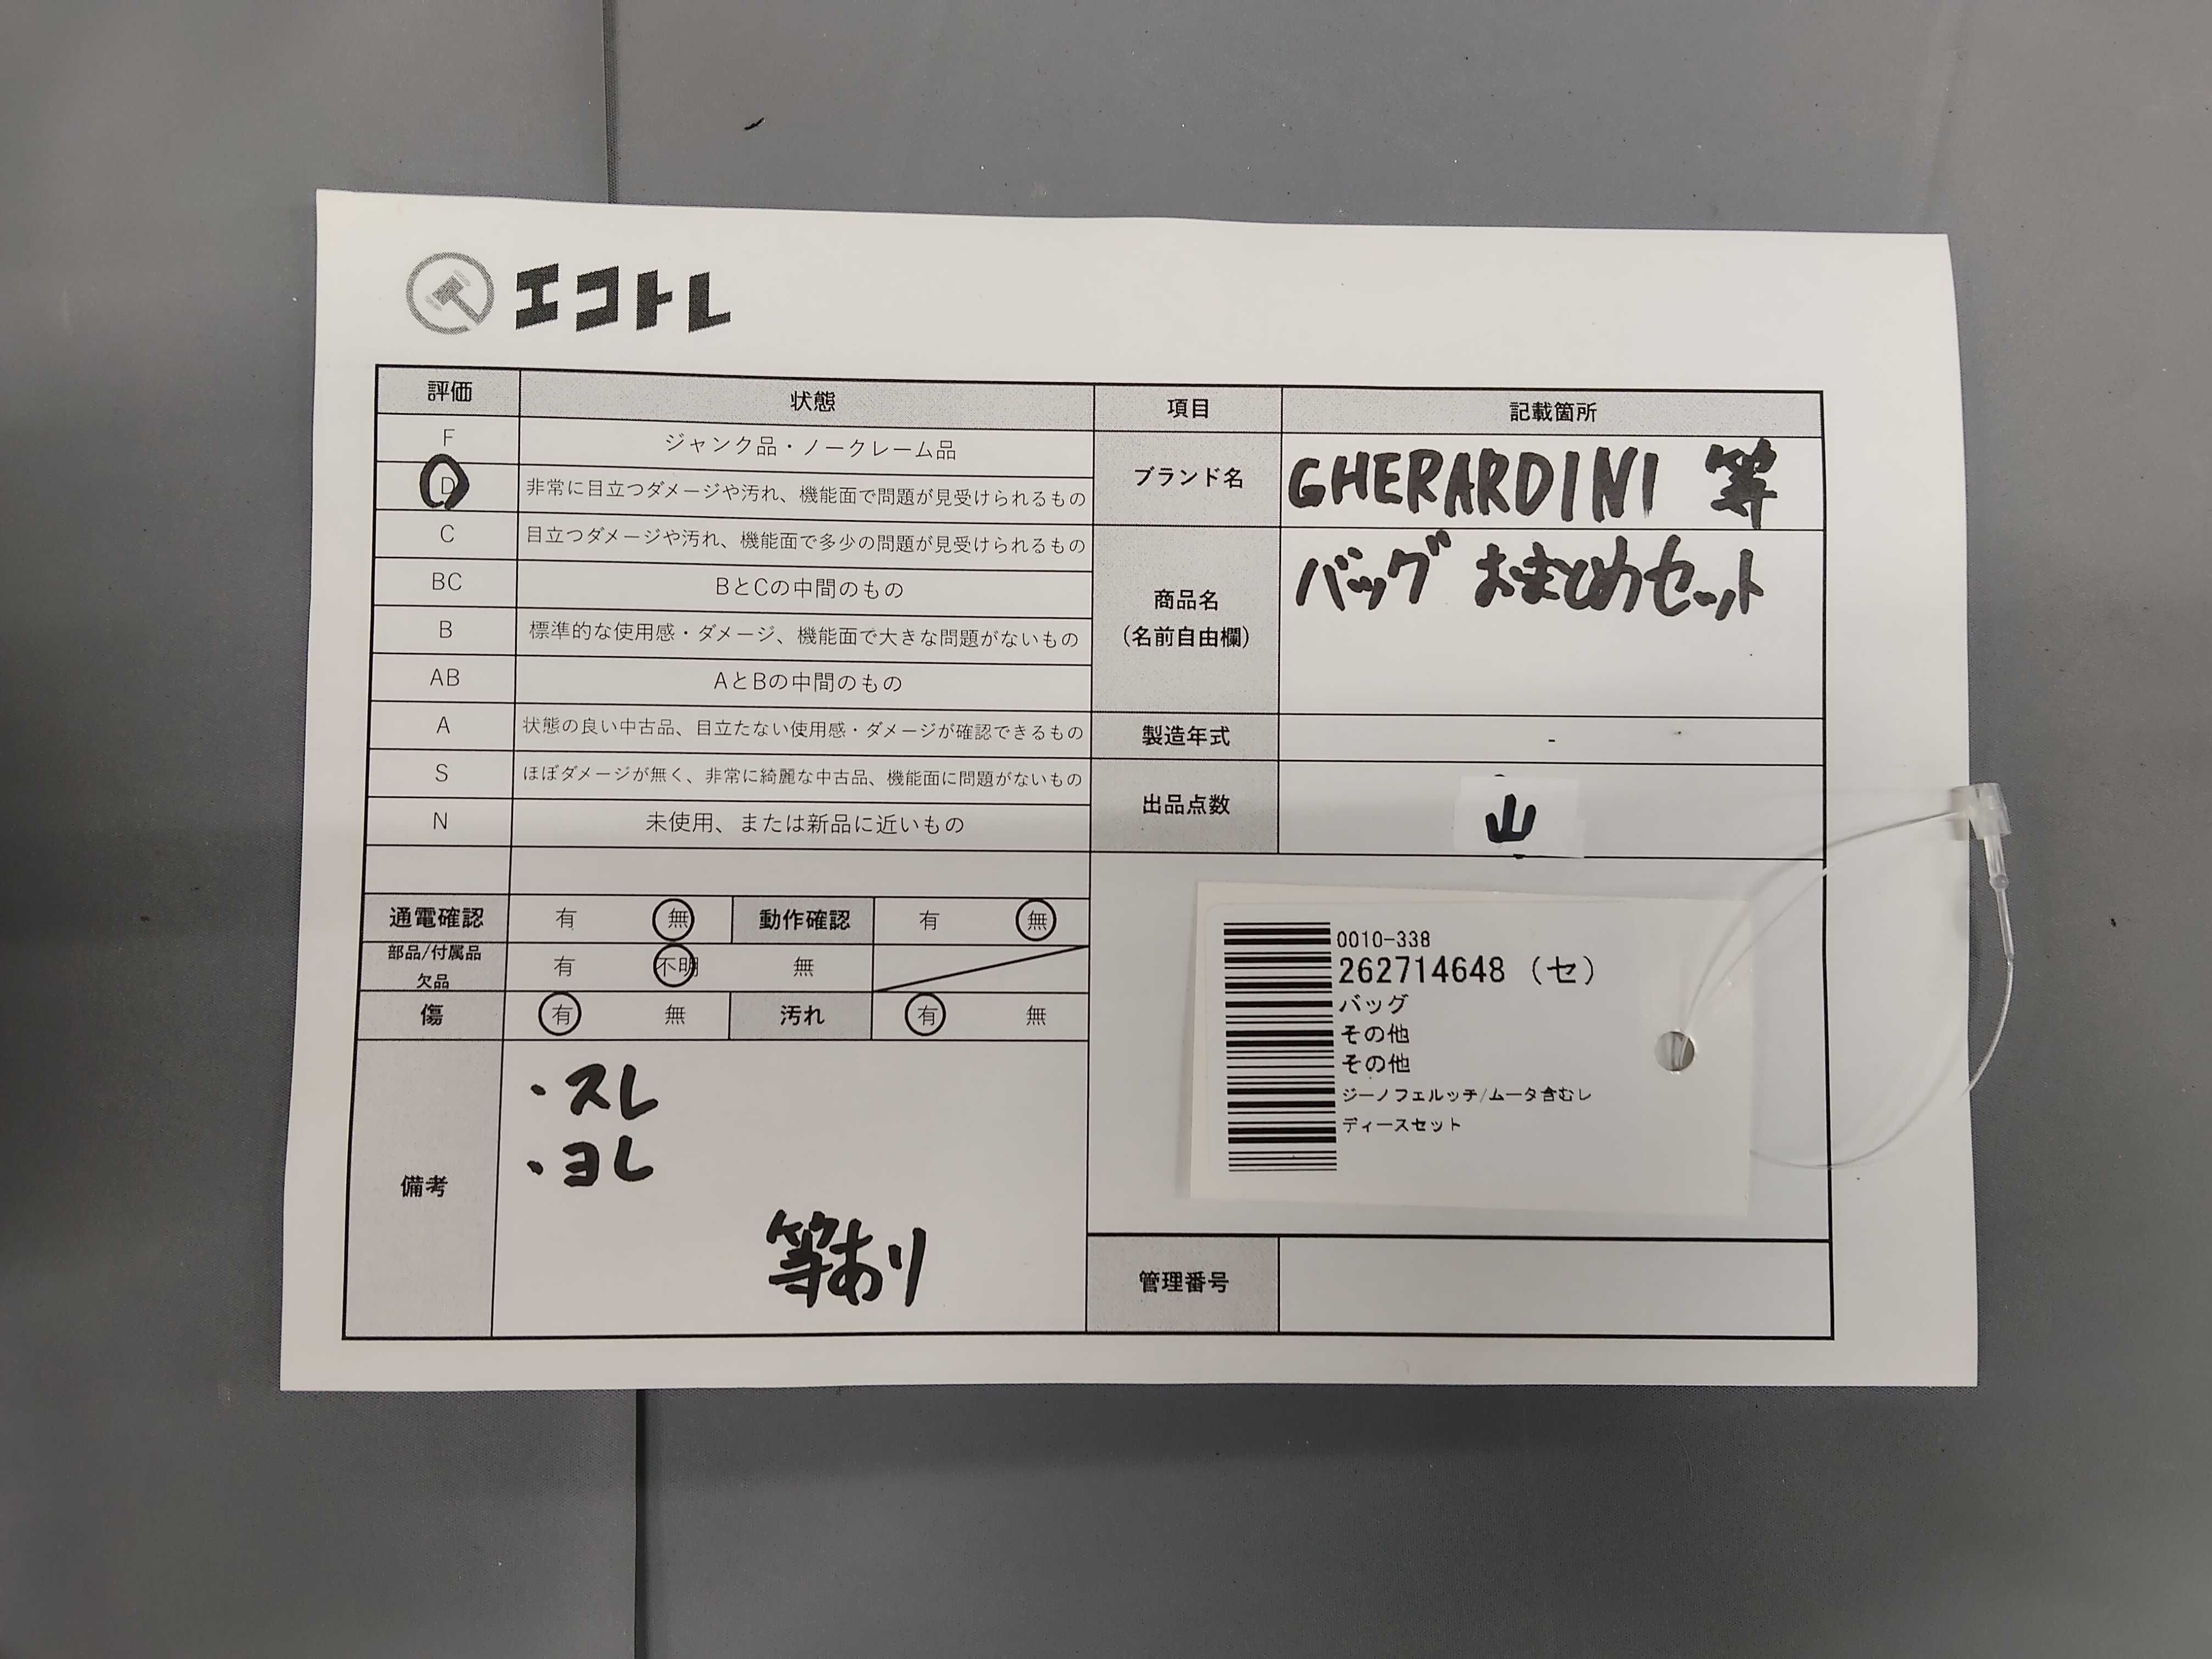 エコトレ
評価 状態
F ジャンク品・ノークレーム品
D 非常に目立つダメージや汚れ、機能面で問題が見受けられるもの
C 目立つダメージや汚れ、機能面で多少の問題が見受けられるもの
BC BとCの中間のもの
B 標準的な使用感・ダメージ、機能面で大きな問題がないもの
AB AとBの中間のもの
A 状態の良い中古品、目立たない使用感・ダメージが確認できるもの
S ほぼダメージが無く、非常に綺麗な中古品、機能面に問題がないもの
N 未使用、または新品に近いもの
通電確認 有 無 動作確認 有 無
部品/付属品
欠品 有 不明 無
傷 有 無 汚れ 有 無
備考
・スレ
・ヨレ
等あり
項目 記載箇所
ブランド名 GHERARDINI 等
商品名
(名前自由欄)
バッグ おまとめセット
製造年式 -
出品点数 山
0010-338
262714648 (セ)
バッグ
その他
その他
ジーノフェルッチ/ムータ含むレ
ディースセット
管理番号